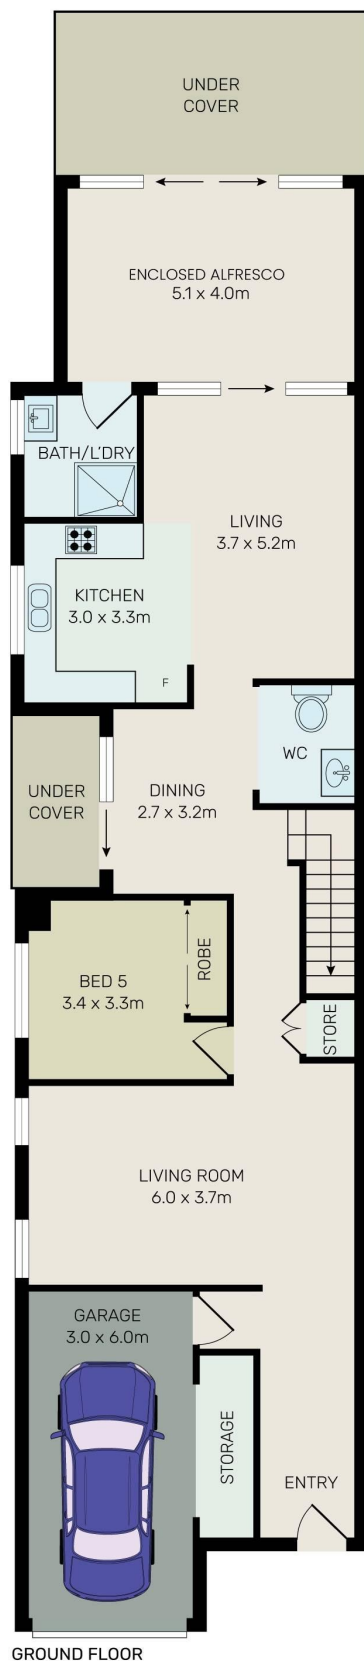 UNDER
COVER
ENCLOSED ALFRESCO
5.1 x 4.0m
BATH/L'DRY
LIVING
3.7 x 5.2m
KITCHEN
3.0 x 3.3m
F
WC
UNDER
COVER
DINING
2.7 x 3.2m
BED 5
3.4 x 3.3m
ROBE
STORE
LIVING ROOM
6.0 x 3.7m
GARAGE
3.0 x 6.0m
STORAGE
ENTRY
GROUND FLOOR